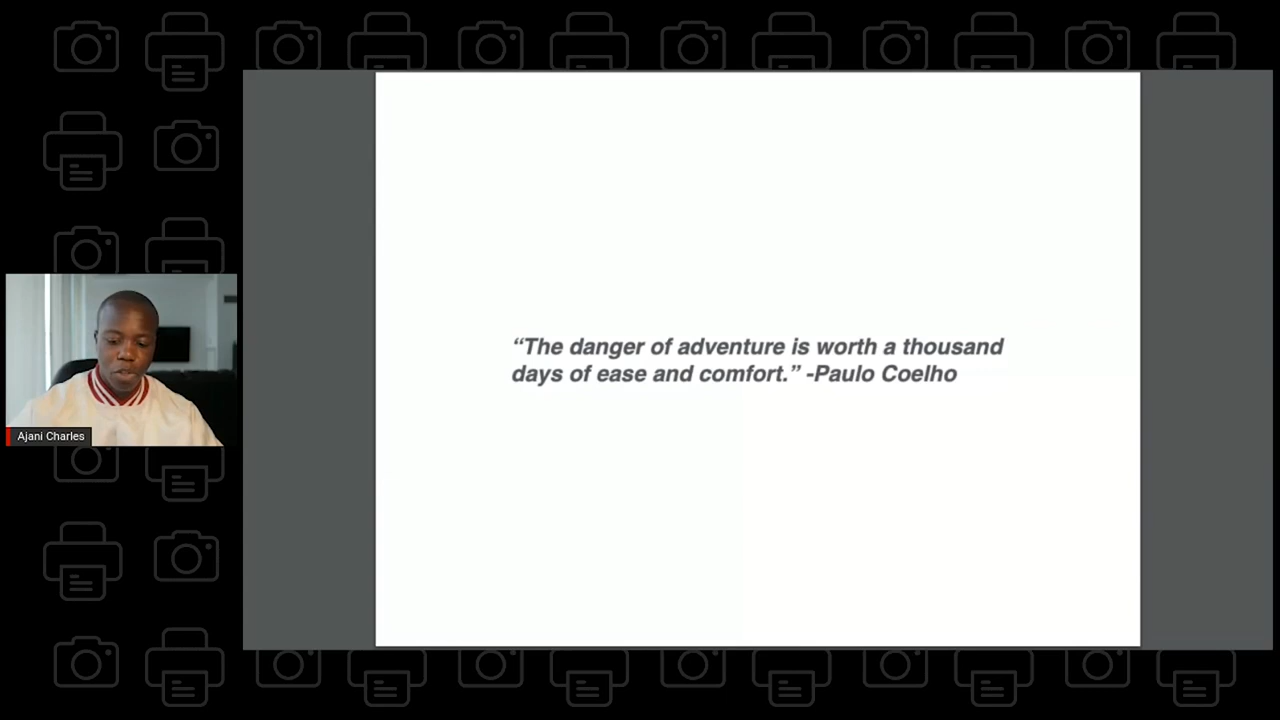 “The danger of adventure is worth a thousand
days of ease and comfort.” -Paulo Coelho
Ajani Charles